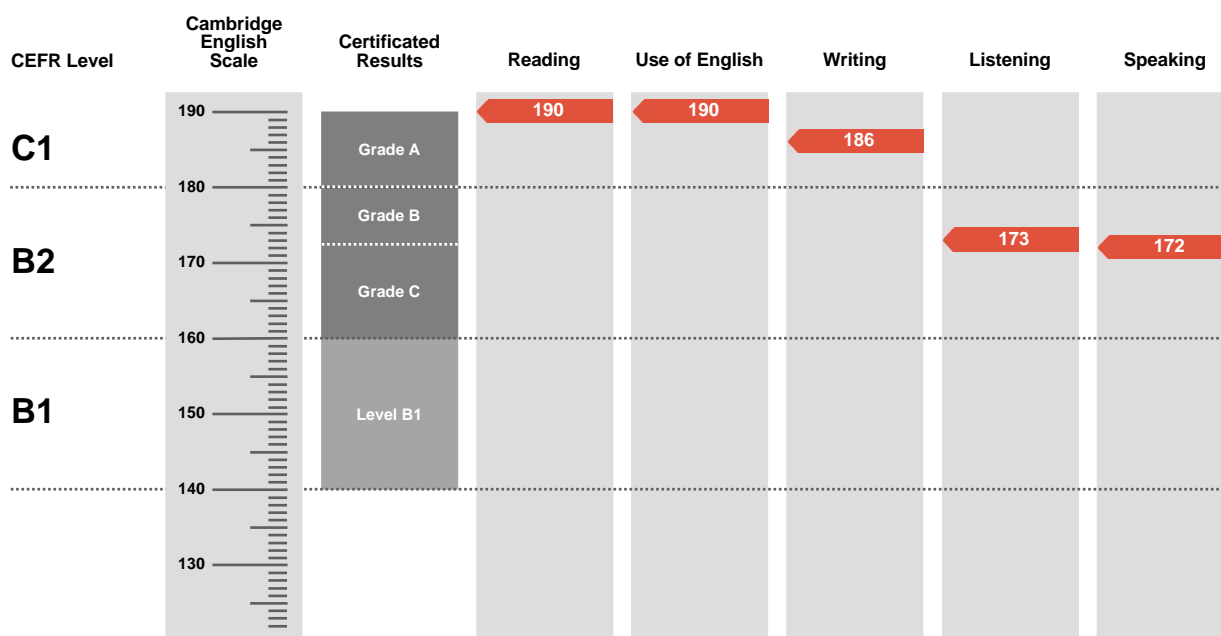 CEFR Level
Cambridge
English
Scale
Certificated
Results
Reading
Use of English
Writing
Listening
Speaking
C1
B2
B1
190
180
170
160
150
140
130
Grade A
Grade B
Grade C
Level B1
190
190
186
173
172